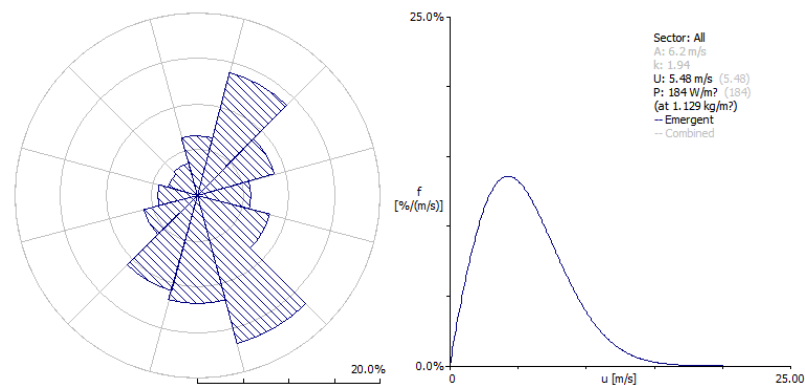 20.0%
25.0%
f
[%/(m/s)]
0.0%
0
u [m/s]
25.00
Sector: All
A: 6.2 m/s
k: 1.94
U: 5.48 m/s (5.48)
P: 184 W/m? (184)
(at 1.129 kg/m?)
-- Emergent
-- Combined